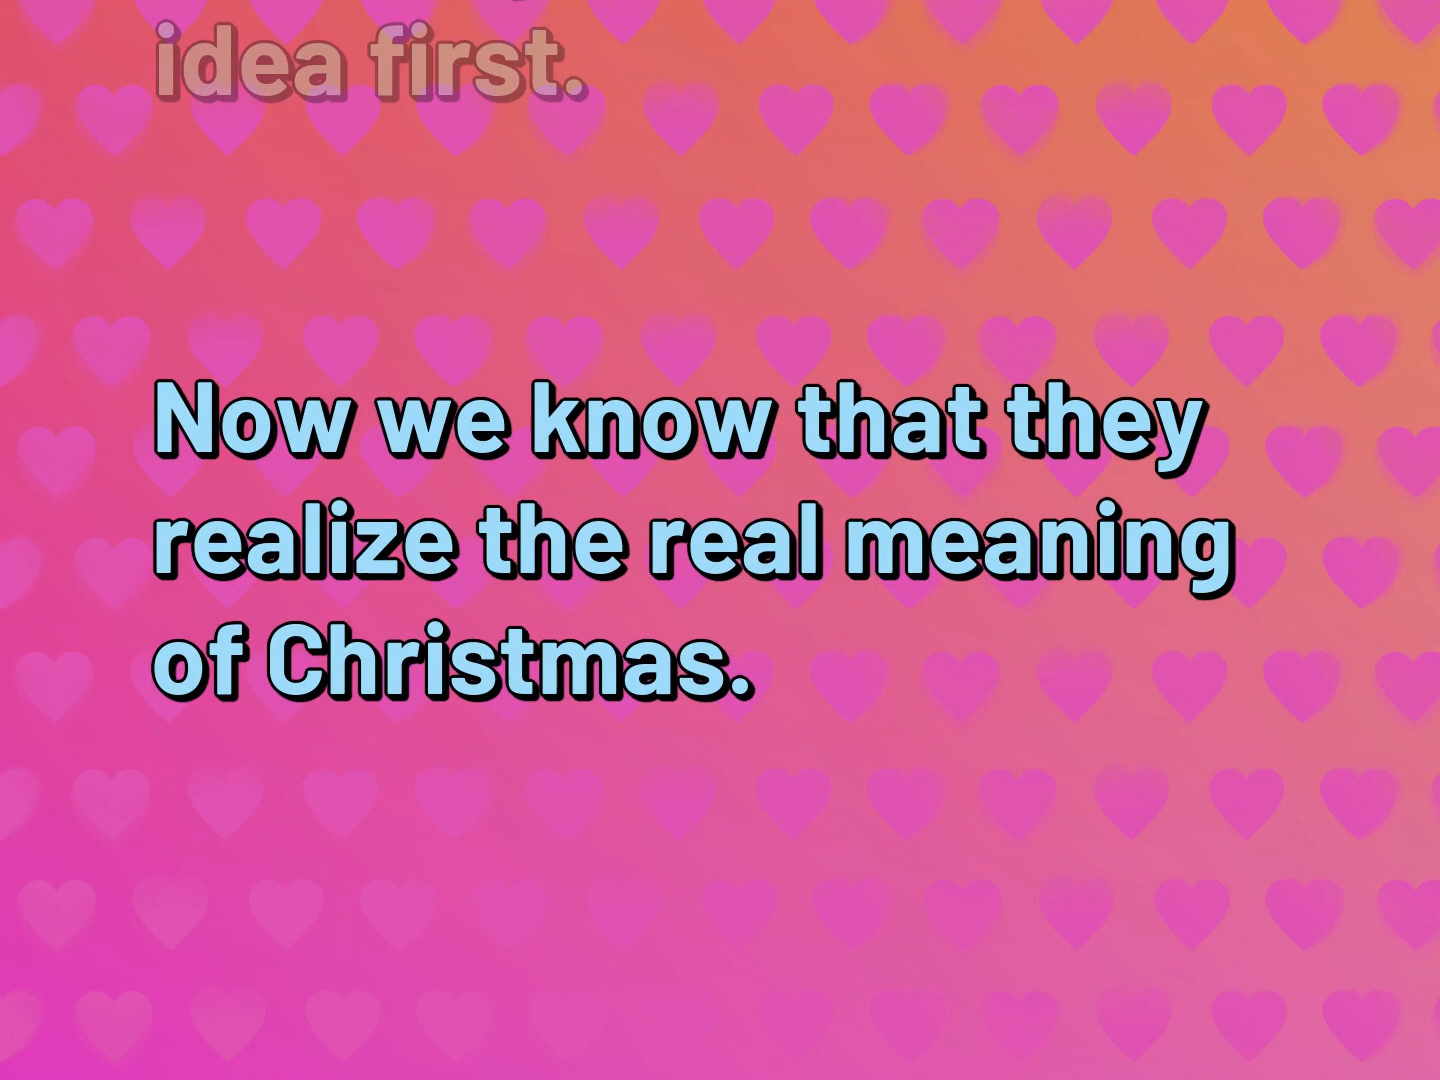 idea first.
Now we know that they
realize the real meaning
of Christmas.